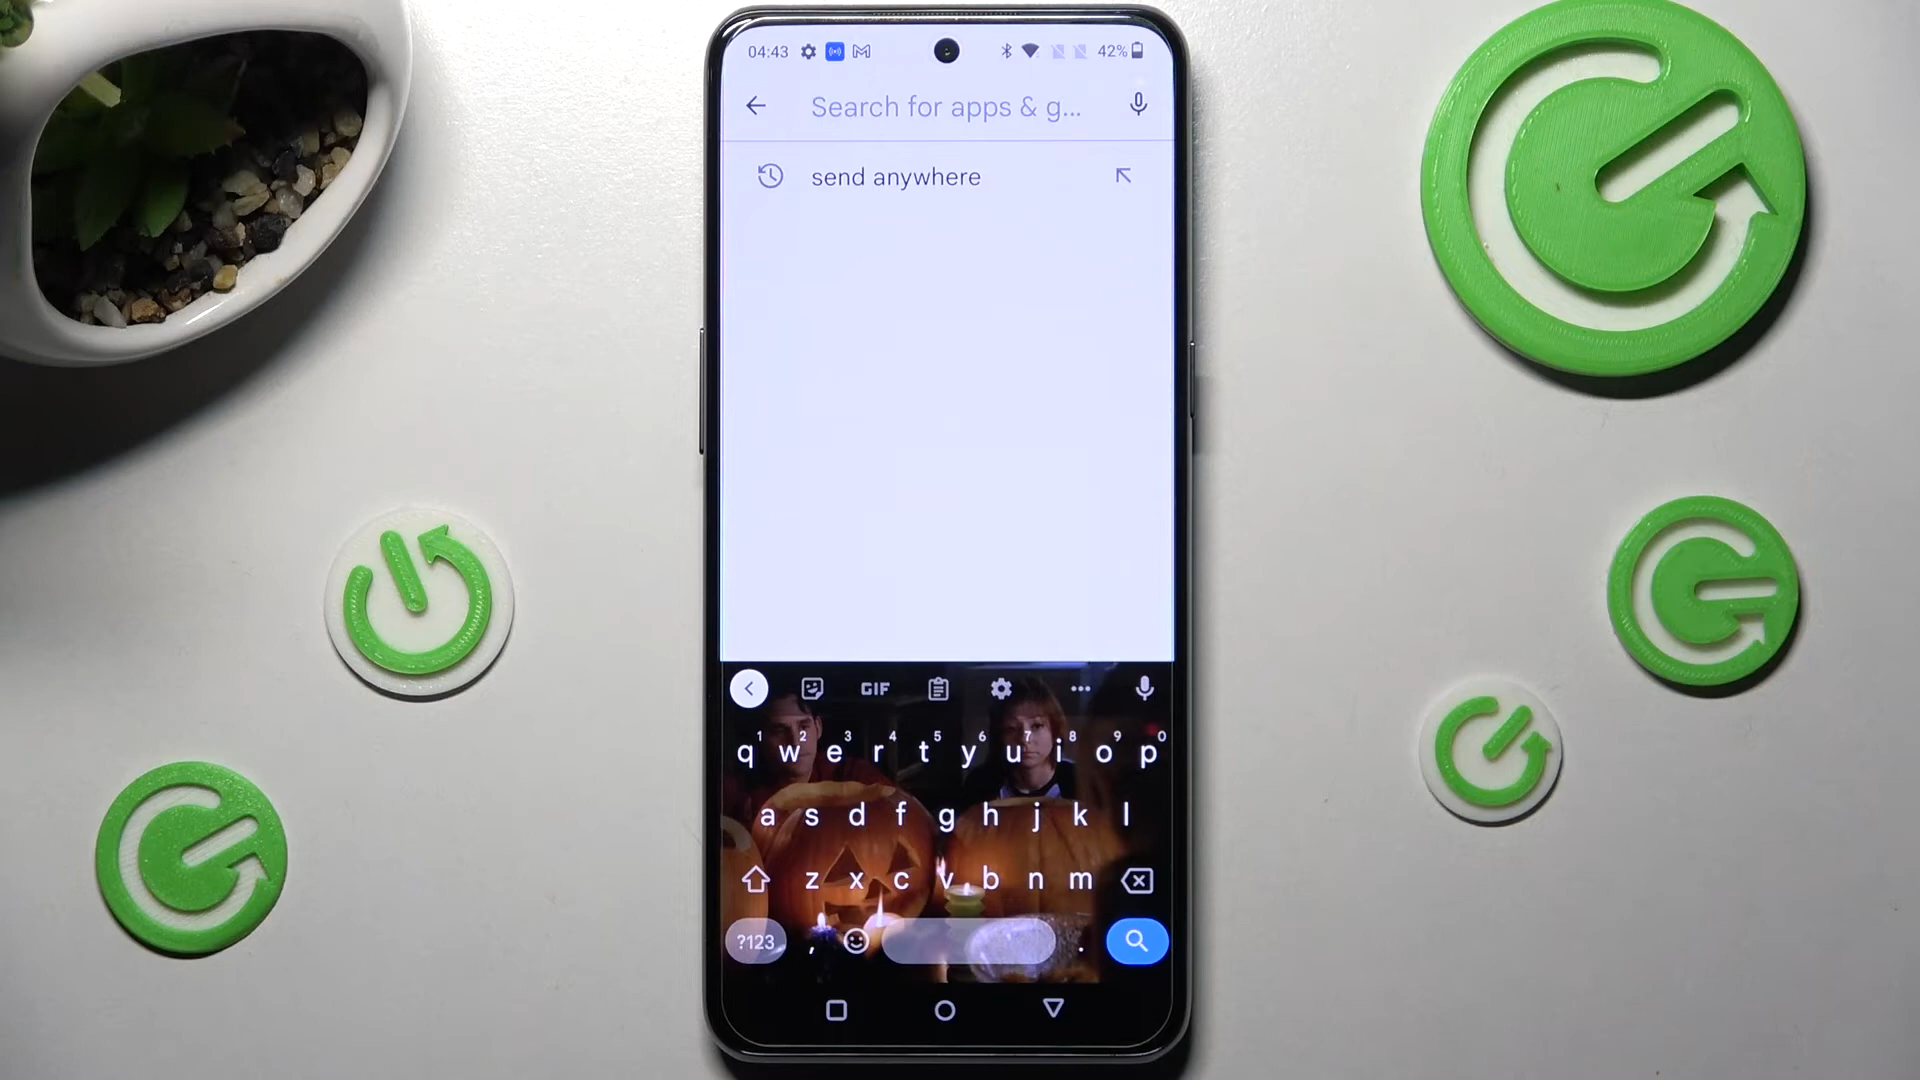 04:43 42%
Search for apps & g...
send anywhere
GIF
1 2 3 4 5 6 7 8 9 0
q w e r t y u i o p
a s d f g h j k l
z x c v b n m
?123 , .